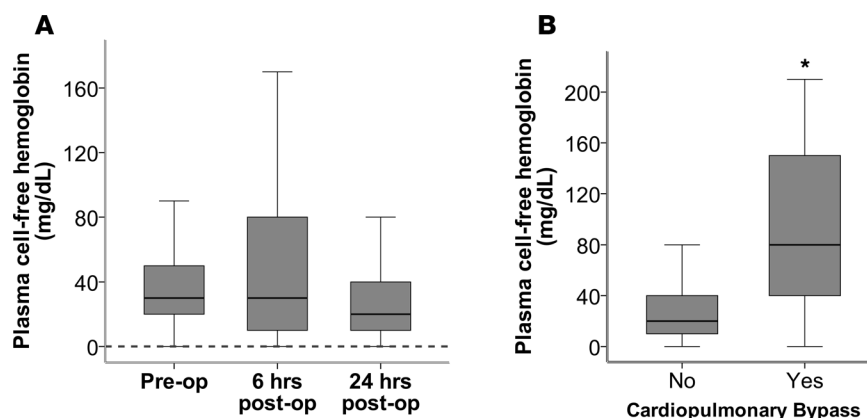 A
Plasma cell-free hemoglobin
(mg/dL)
160
120
80
40
0
Pre-op
6 hrs
post-op
24 hrs
post-op
B
Plasma cell-free hemoglobin
(mg/dL)
200
160
120
80
40
0
*
No
Yes
Cardiopulmonary Bypass